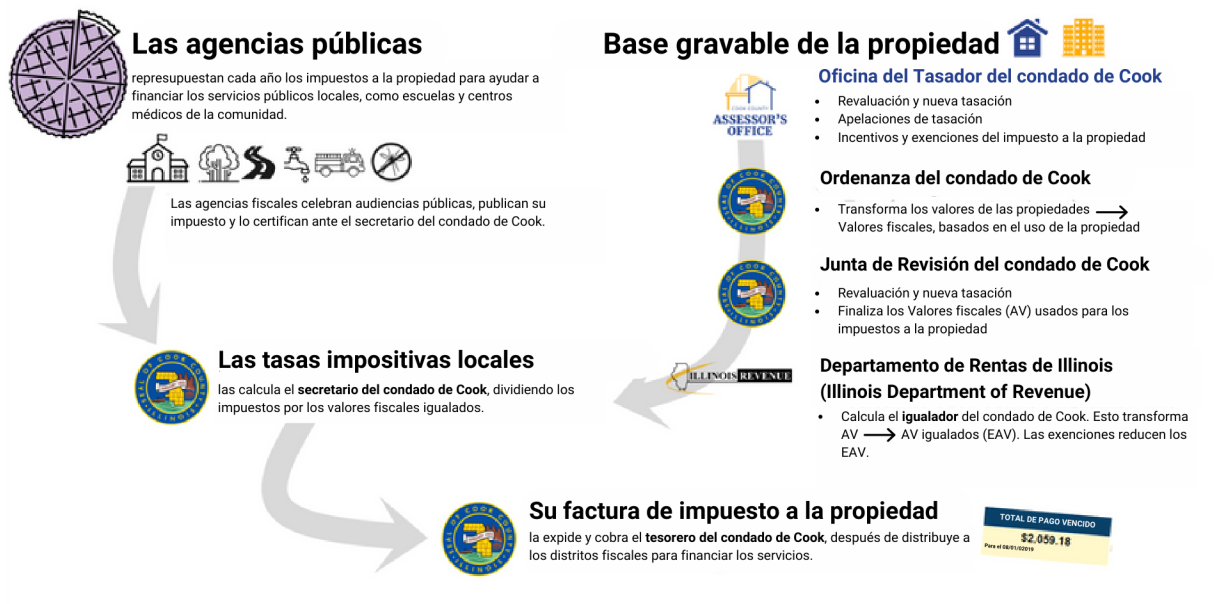 Las agencias públicas
represupuestan cada año los impuestos a la propiedad para ayudar a
financiar los servicios públicos locales, como escuelas y centros
médicos de la comunidad.
Las agencias fiscales celebran audiencias públicas, publican su
impuesto y lo certifican ante el secretario del condado de Cook.
Base gravable de la propiedad
COOK COUNTY
ASSESSOR'S
OFFICE
Oficina del Tasador del condado de Cook
• Revaluación y nueva tasación
• Apelaciones de tasación
• Incentivos y exenciones del impuesto a la propiedad
Ordenanza del condado de Cook
• Transforma los valores de las propiedades →
Valores fiscales, basados en el uso de la propiedad
Junta de Revisión del condado de Cook
• Revaluación y nueva tasación
• Finaliza los Valores fiscales (AV) usados para los
impuestos a la propiedad
ILLINOIS REVENUE
Departamento de Rentas de Illinois
(Illinois Department of Revenue)
• Calcula el igualador del condado de Cook. Esto transforma
AV → AV igualados (EAV). Las exenciones reducen los
EAV.
Las tasas impositivas locales
las calcula el secretario del condado de Cook, dividiendo los
impuestos por los valores fiscales igualados.
Su factura de impuesto a la propiedad
la expide y cobra el tesorero del condado de Cook, después de distribuye a
los distritos fiscales para financiar los servicios.
TOTAL DE PAGO VENCIDO
$2,059.18
Para el 08/01/02019